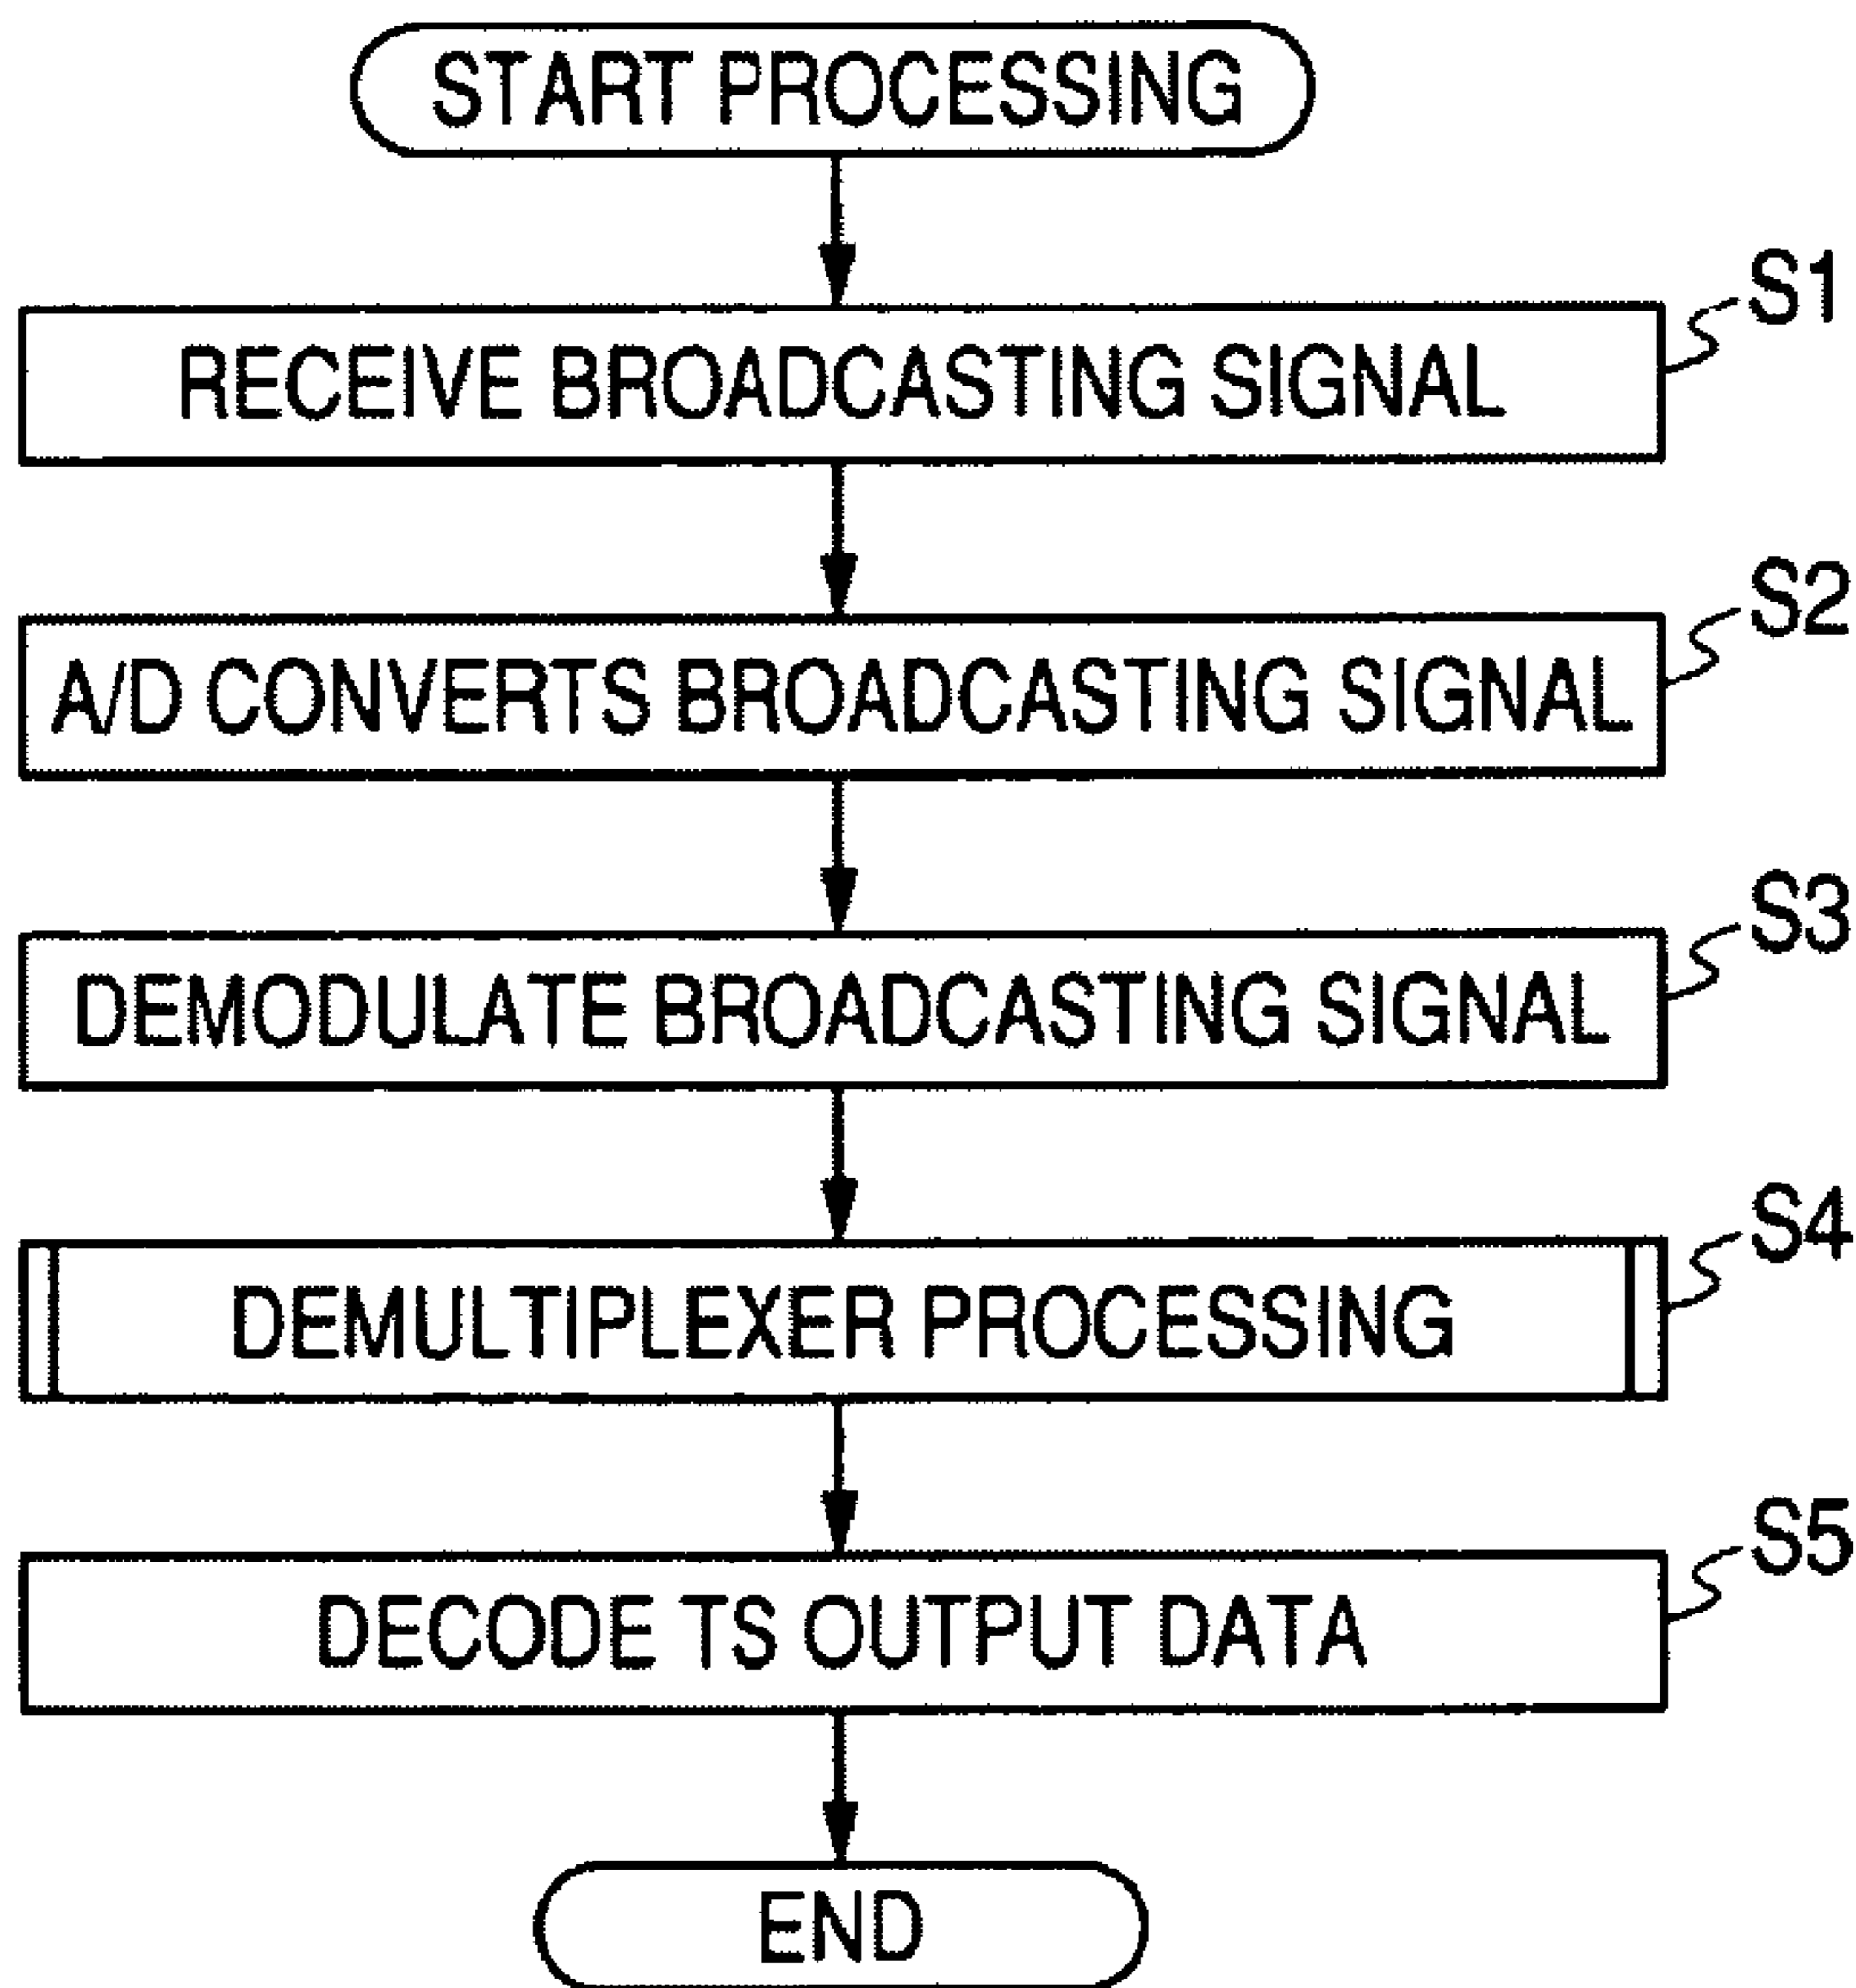 START PROCESSING
S1
RECEIVE BROADCASTING SIGNAL
S2
A/D CONVERTS BROADCASTING SIGNAL
S3
DEMODULATE BROADCASTING SIGNAL
S4
DEMULTIPLEXER PROCESSING
S5
DECODE TS OUTPUT DATA
END